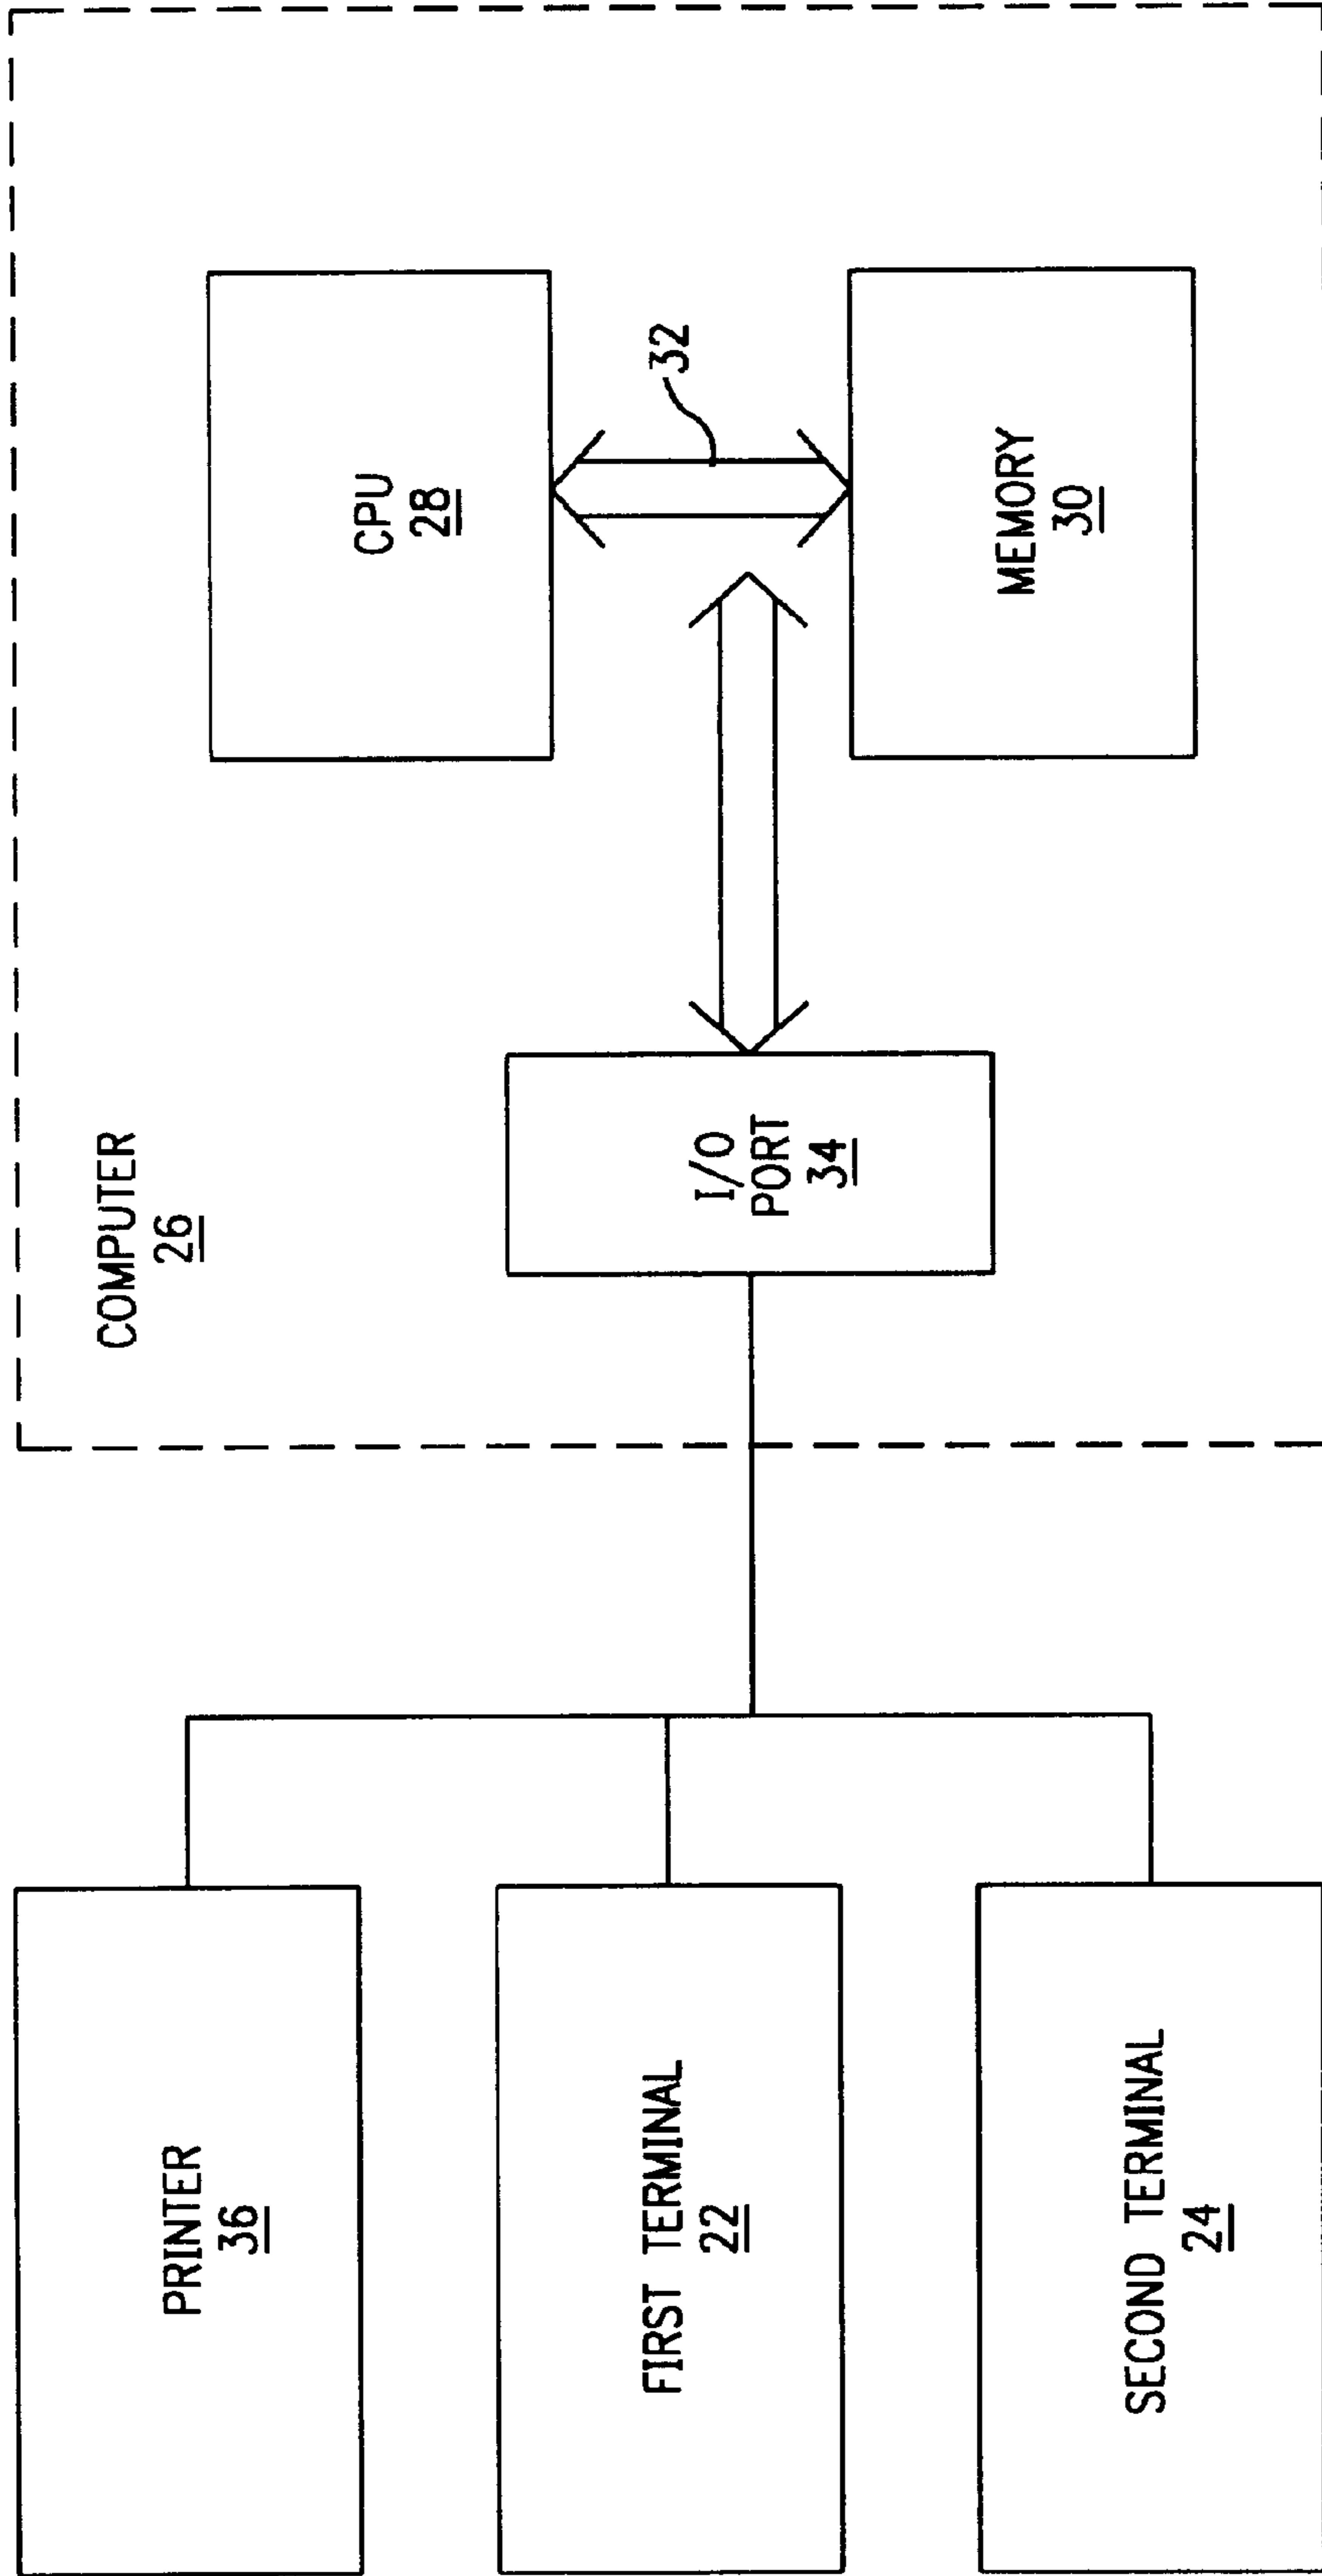 PRINTER
36
FIRST TERMINAL
22
SECOND TERMINAL
24
COMPUTER
26
I/O
PORT
34
CPU
28
32
MEMORY
30